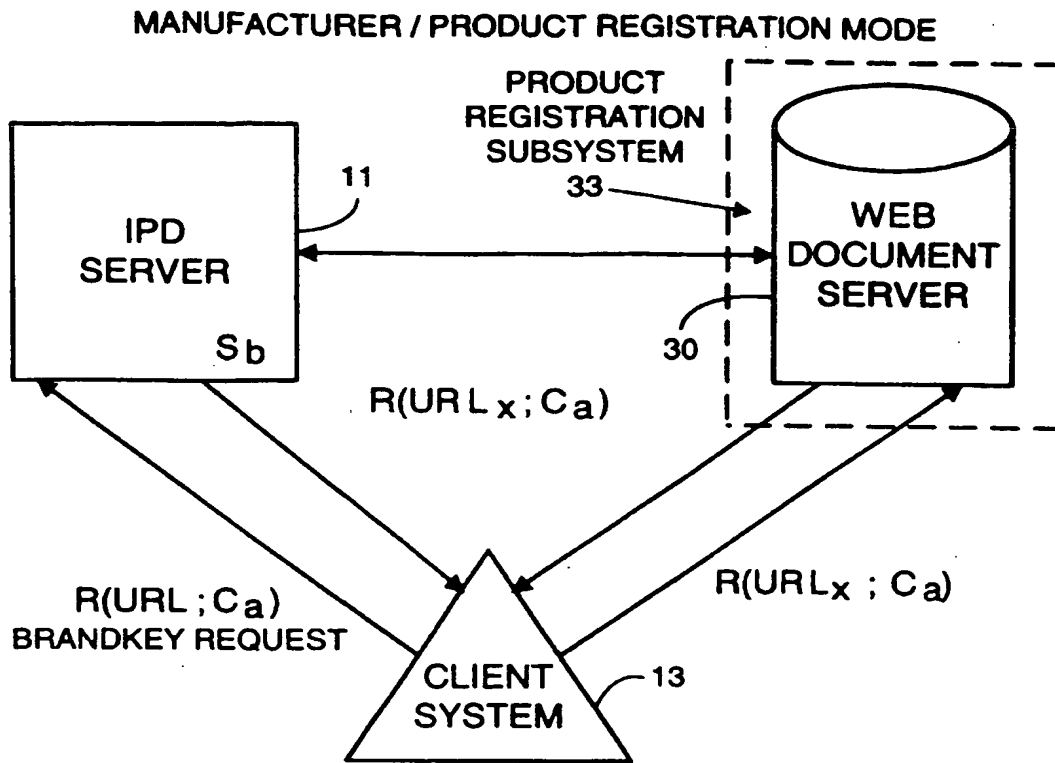 MANUFACTURER / PRODUCT REGISTRATION MODE
PRODUCT
REGISTRATION
SUBSYSTEM
33
11
IPD
SERVER
Sb
WEB
DOCUMENT
SERVER
30
R(URLx ; Ca)
R(URL ; Ca)
BRANDKEY REQUEST
R(URLx ; Ca)
CLIENT
SYSTEM
13